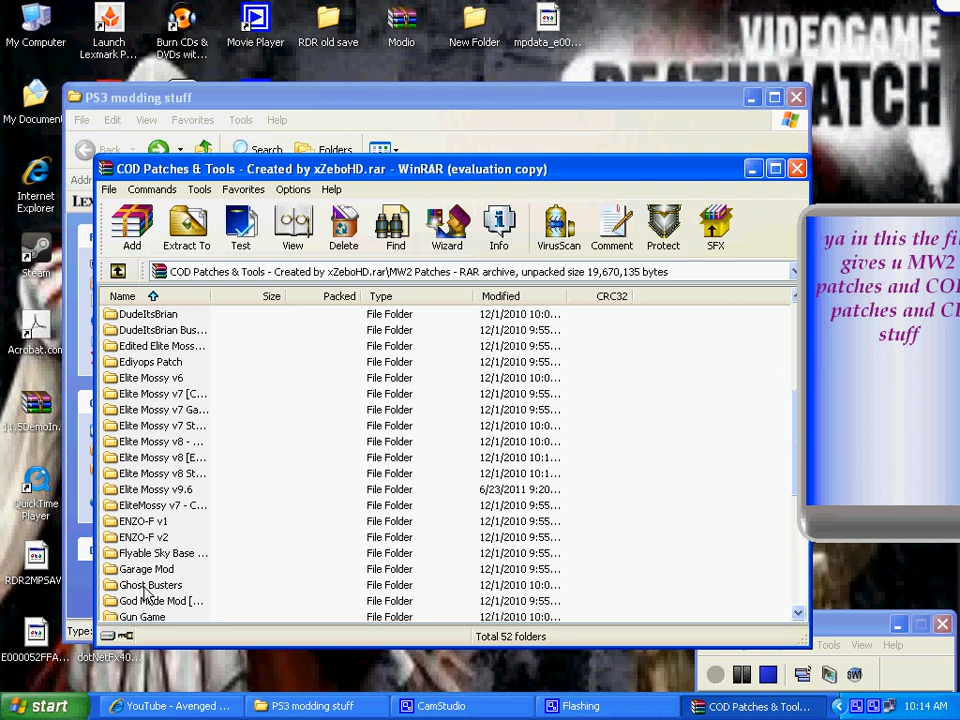 VIDEOGAME
DEATHMATCH
My Computer
Launch
Lexmark P...
Burn CDs &
DVDs wit...
Movie Player
RDR old save
Modio
New Folder
mpdata_e00...
My Document
Internet
Explorer
Steam
Acrobat.com
11.5DemoIn...
QuickTime
Player
RDR2MPSAV
E000052FFA...
dotNetFx40...
PS3 modding stuff
File Edit View Favorites Tools Help
Search Folders
Addr
LEX
COD Patches & Tools - Created by xZeboHD.rar - WinRAR (evaluation copy)
File Commands Tools Favorites Options Help
Add Extract To Test View Delete Find Wizard Info VirusScan Comment Protect SFX
COD Patches & Tools - Created by xZeboHD.rar\MW2 Patches - RAR archive, unpacked size 19,670,135 bytes
Name Size Packed Type Modified CRC32
DudeItsBrian File Folder 12/1/2010 10:0...
DudeItsBrian Bus... File Folder 12/1/2010 9:55...
Edited Elite Moss... File Folder 12/1/2010 9:55...
Ediyops Patch File Folder 12/1/2010 9:55...
Elite Mossy v6 File Folder 12/1/2010 10:0...
Elite Mossy v7 [C... File Folder 12/1/2010 9:55...
Elite Mossy v7 Ga... File Folder 12/1/2010 9:55...
Elite Mossy v7 St... File Folder 12/1/2010 9:55...
Elite Mossy v8 - ... File Folder 12/1/2010 10:0...
Elite Mossy v8 [E... File Folder 12/1/2010 10:1...
Elite Mossy v8 St... File Folder 12/1/2010 10:1...
Elite Mossy v9.6 File Folder 6/23/2011 9:20...
EliteMossy v7 - C... File Folder 12/1/2010 9:55...
ENZO-F v1 File Folder 12/1/2010 9:55...
ENZO-F v2 File Folder 12/1/2010 9:55...
Flyable Sky Base ... File Folder 12/1/2010 9:55...
Garage Mod File Folder 12/1/2010 9:55...
Ghost Busters File Folder 12/1/2010 10:0...
God Mode Mod [... File Folder 12/1/2010 9:55...
Gun Game File Folder 12/1/2010 9:55...
Total 52 folders
Type:
ya in this the fil
gives u MW2
patches and COD
patches and CF
stuff
Tools View Help
start
YouTube - Avenged ...
PS3 modding stuff
CamStudio
Flashing
COD Patches & Tool...
10:14 AM